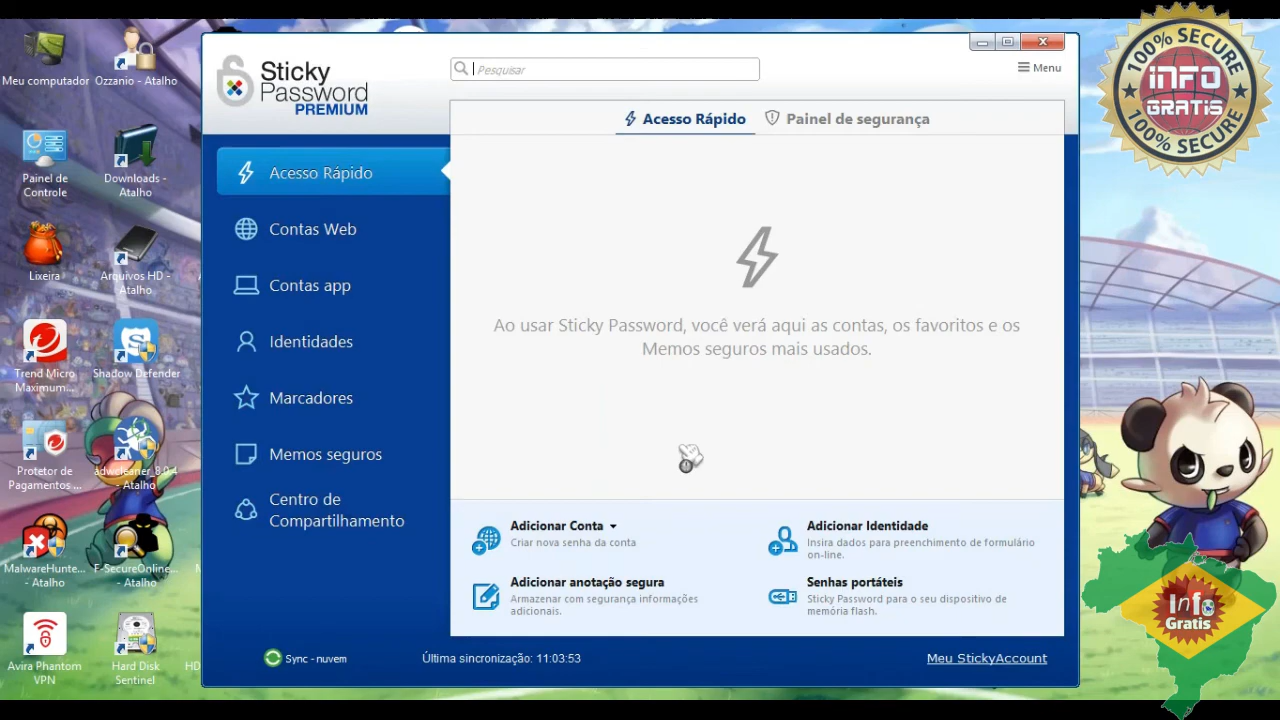 Meu computador
Ozzanio - Atalho
Painel de
Controle
Downloads -
Atalho
Lixeira
Arquivos HD -
Atalho
Trend Micro
Maximum...
Shadow Defender
Protetor de
Pagamentos ...
adwcleaner_8.0.4
- Atalho
MalwareHunte...
- Atalho
F-SecureOnline...
- Atalho
Avira Phantom
VPN
Hard Disk
Sentinel
HD
Sticky
Password
PREMIUM
Pesquisar
Menu
Acesso Rápido
Painel de segurança
Acesso Rápido
Contas Web
Contas app
Identidades
Marcadores
Memos seguros
Centro de
Compartilhamento
Ao usar Sticky Password, você verá aqui as contas, os favoritos e os
Memos seguros mais usados.
Adicionar Conta
Criar nova senha da conta
Adicionar Identidade
Insira dados para preenchimento de formulário
on-line.
Adicionar anotação segura
Armazenar com segurança informações
adicionais.
Senhas portáteis
Sticky Password para o seu dispositivo de
memória flash.
Sync - nuvem
Última sincronização: 11:03:53
Meu StickyAccount
100% SECURE
INFO
GRATIS
100% SECURE
Info
Gratis